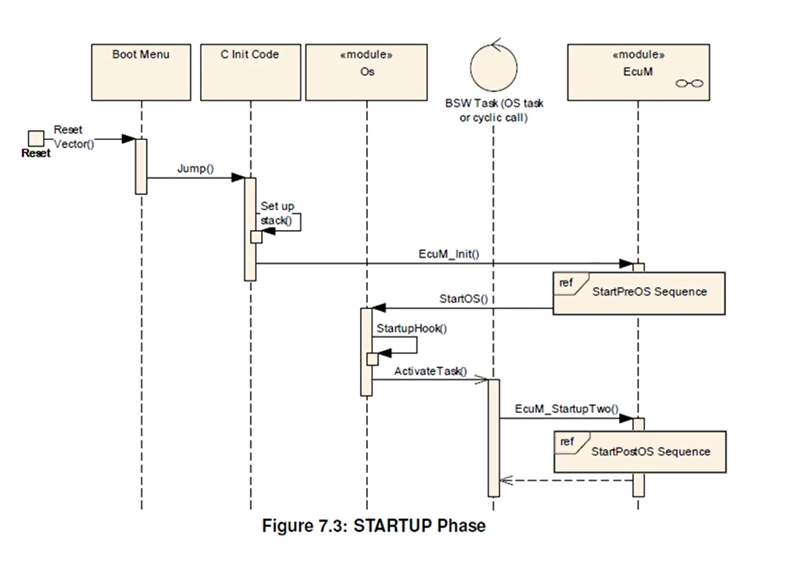 Boot Menu
C Init Code
«module»
Os
BSW Task (OS task
or cyclic call)
«module»
EcuM
Reset
Vector()
Reset
Jump()
Set up
stack()
EcuM_Init()
ref
StartPreOS Sequence
StartOS()
StartupHook()
ActivateTask()
EcuM_StartupTwo()
ref
StartPostOS Sequence
Figure 7.3: STARTUP Phase